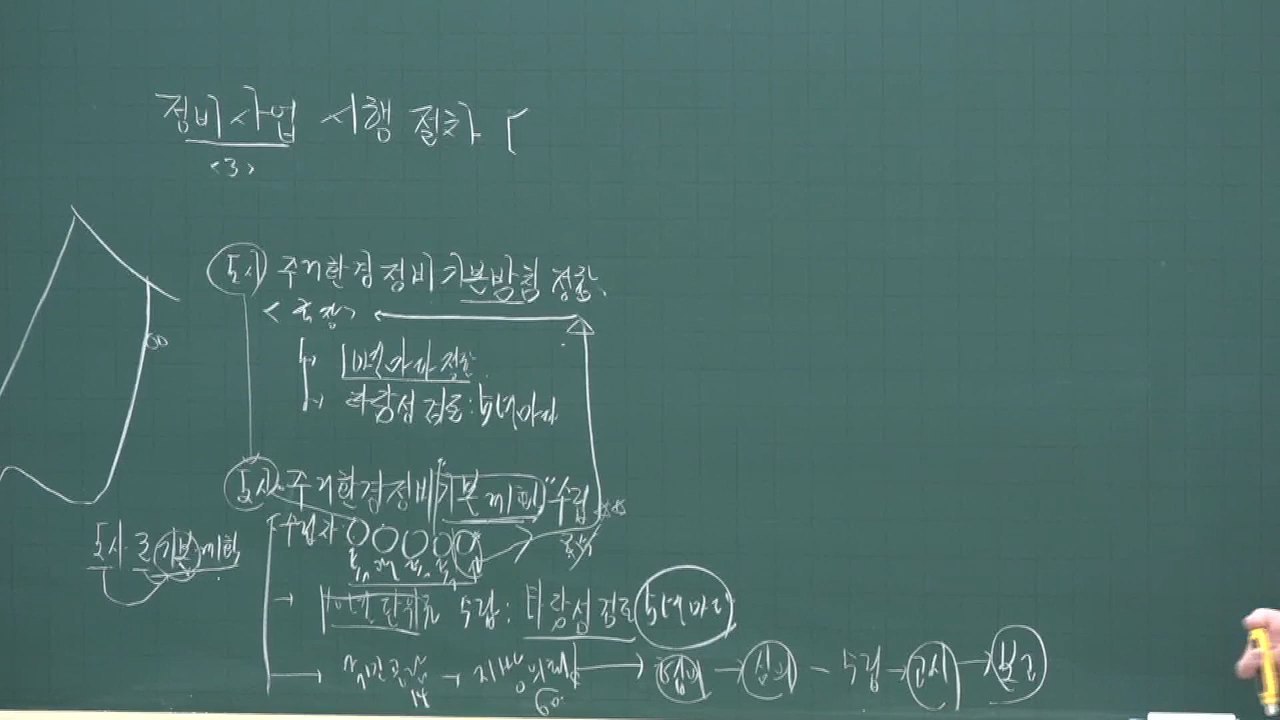 정비사업 시행 절차 [
<3>
도시 주거환경정비 기본방침 정함
<국장>
10년마다 정함
타당성 검토: 5년마다
도시 주거환경정비 "기본계획" 수립
수립자
도시·군 기본계획
→ 10년 단위로 수립: 타당성 검토 5년마다
→ 주민공람 → 지방의회 → 협의 → 심의 - 수립 → 고시 → 보고
14
60